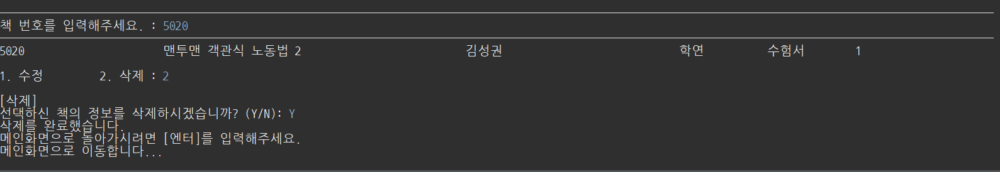 책 번호를 입력해주세요. : 5020
5020 맨투맨 객관식 노동법 2 김성권 학연 수험서 1
1. 수정 2. 삭제 : 2
[삭제]
선택하신 책의 정보를 삭제하시겠습니까? (Y/N): Y
삭제를 완료했습니다.
메인화면으로 돌아가시려면 [엔터]를 입력해주세요.
메인화면으로 이동합니다...